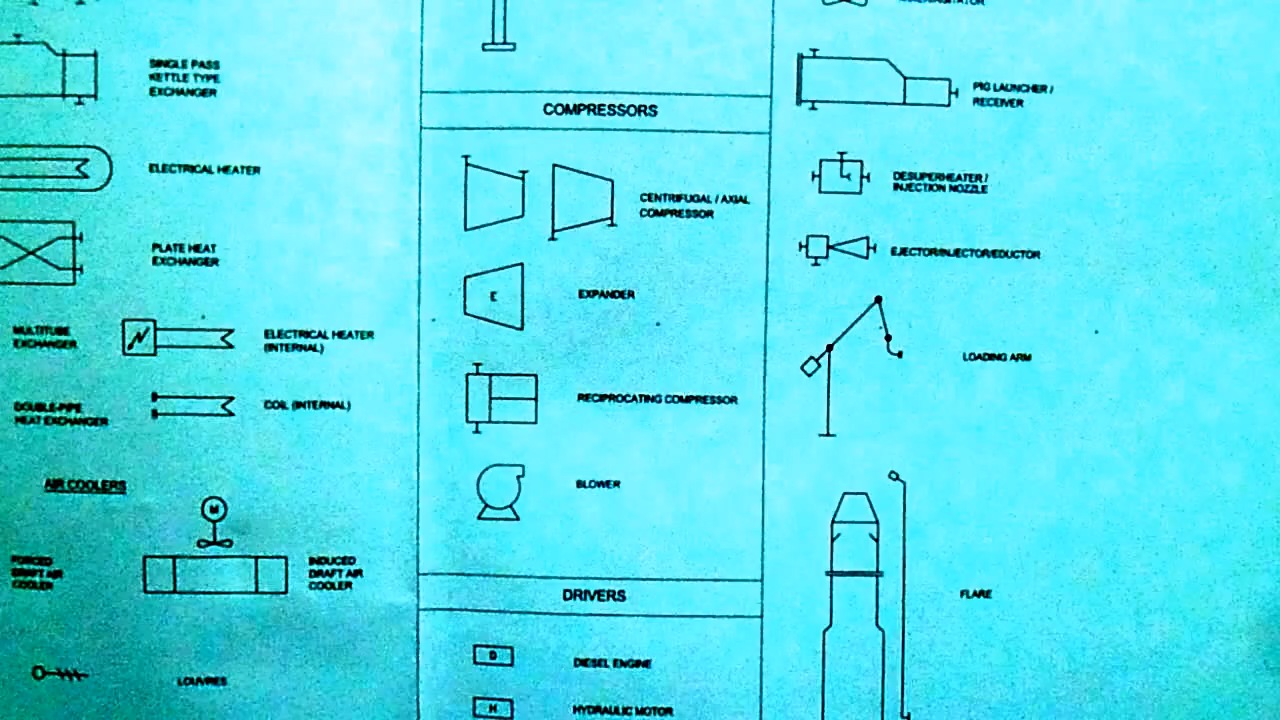 SINGLE PASS
KETTLE TYPE
EXCHANGER
ELECTRICAL HEATER
PLATE HEAT
EXCHANGER
MULTITUBE
EXCHANGER
ELECTRICAL HEATER
(INTERNAL)
DOUBLE-PIPE
HEAT EXCHANGER
COIL (INTERNAL)
AIR COOLERS
M
FORCED
DRAFT AIR
COOLER
INDUCED
DRAFT AIR
COOLER
LOUVRES
COMPRESSORS
CENTRIFUGAL / AXIAL
COMPRESSOR
E
EXPANDER
RECIPROCATING COMPRESSOR
BLOWER
DRIVERS
D
DIESEL ENGINE
H
HYDRAULIC MOTOR
PIG LAUNCHER /
RECEIVER
DESUPERHEATER /
INJECTION NOZZLE
EJECTOR/INJECTOR/EDUCTOR
LOADING ARM
FLARE